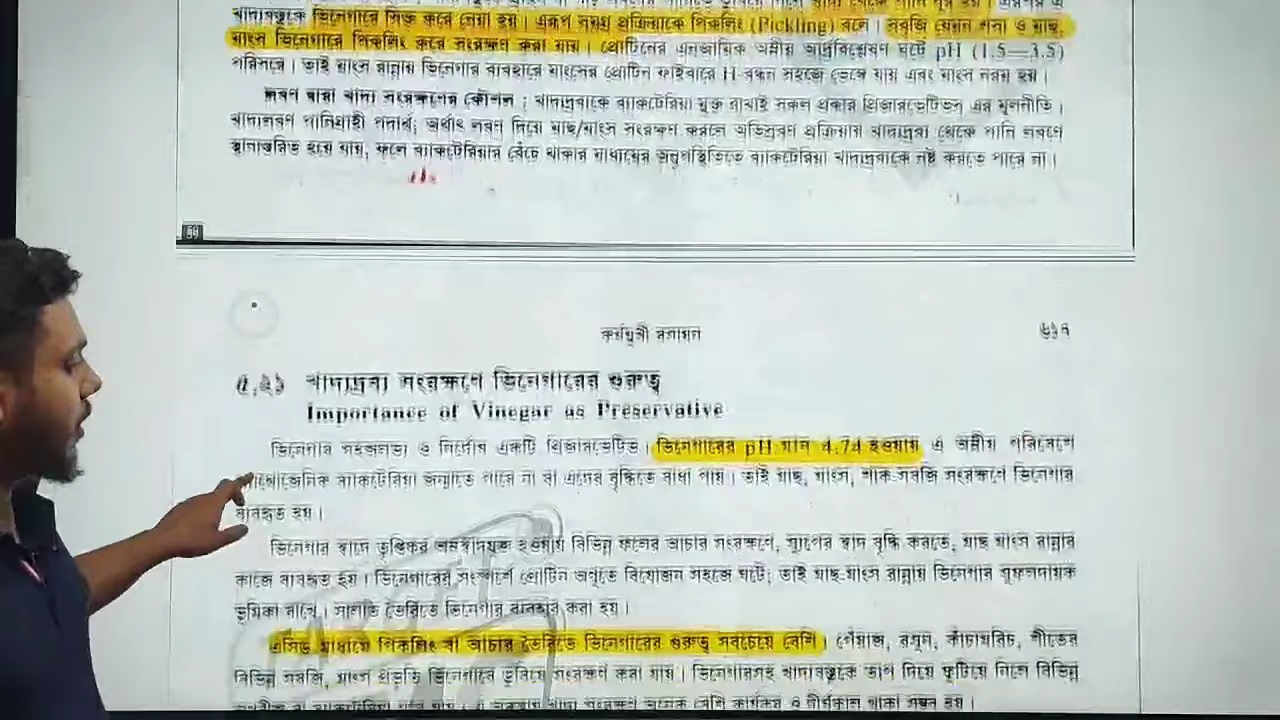 খাদ্যবস্তুকে ভিনেগারে সিক্ত করে নেয়া হয়। এরূপ সমগ্র প্রক্রিয়াকে পিকলিং (Pickling) বলে। সবজি যেমন শসা ও মাছ,
মাংস ভিনেগারে পিকলিং করে সংরক্ষণ করা যায়। প্রোটিনের এনজাইমিক অম্লীয় আর্দ্রবিশ্লেষণ ঘটে pH (1.5—3.5)
পরিসরে। তাই মাংস রান্নায় ভিনেগার ব্যবহারে মাংসের প্রোটিন ফাইবারে H-বন্ধন সহজে ভেঙ্গে যায় এবং মাংস নরম হয়।
লবণ দ্বারা খাদ্য সংরক্ষণের কৌশল : খাদ্যদ্রব্যকে ব্যাকটেরিয়া মুক্ত রাখাই সকল প্রকার প্রিজারভেটিভস্ এর মূলনীতি।
খাদ্যলবণ পানিগ্রাহী পদার্থ; অর্থাৎ লবণ দিয়ে মাছ/মাংস সংরক্ষণ করলে অভিস্রবণ প্রক্রিয়ায় খাদ্যদ্রব্য থেকে পানি লবণে
স্থানান্তরিত হয়ে যায়, ফলে ব্যাকটেরিয়ার বেঁচে থাকার মাধ্যমের অনুপস্থিতিতে ব্যাকটেরিয়া খাদ্যদ্রব্যকে নষ্ট করতে পারে না।
কর্মমুখী রসায়ন ৬১৭
৫.২১ খাদ্যদ্রব্য সংরক্ষণে ভিনেগারের গুরুত্ব
Importance of Vinegar as Preservative
ভিনেগার সহজলভ্য ও নির্দোষ একটি প্রিজারভেটিভ। ভিনেগারের pH মান 4.74 হওয়ায় এ অম্লীয় পরিবেশে
প্যাথোজেনিক ব্যাকটেরিয়া জন্মাতে পারে না বা এদের বৃদ্ধিতে বাধা পায়। তাই মাছ, মাংস, শাক-সবজি সংরক্ষণে ভিনেগার
ব্যবহৃত হয়।
ভিনেগার স্বাদে তৃপ্তিকর অম্লস্বাদযুক্ত হওয়ায় বিভিন্ন ফলের আচার সংরক্ষণে, স্যুপের স্বাদ বৃদ্ধি করতে, মাছ মাংস রান্নার
কাজে ব্যবহৃত হয়। ভিনেগারের সংস্পর্শে প্রোটিন অণুতে বিয়োজন সহজে ঘটে; তাই মাছ-মাংস রান্নায় ভিনেগার সুফলদায়ক
ভূমিকা রাখে। সালাদ তৈরিতে ভিনেগার ব্যবহার করা হয়।
এসিড মাধ্যমে পিকলিং বা আচার তৈরিতে ভিনেগারের গুরুত্ব সবচেয়ে বেশি। পেঁয়াজ, রসুন, কাঁচামরিচ, শীতের
বিভিন্ন সবজি, মাংস প্রভৃতি ভিনেগারে ডুবিয়ে সংরক্ষণ করা যায়। ভিনেগারসহ খাদ্যবস্তুকে তাপ দিয়ে ফুটিয়ে নিলে বিভিন্ন